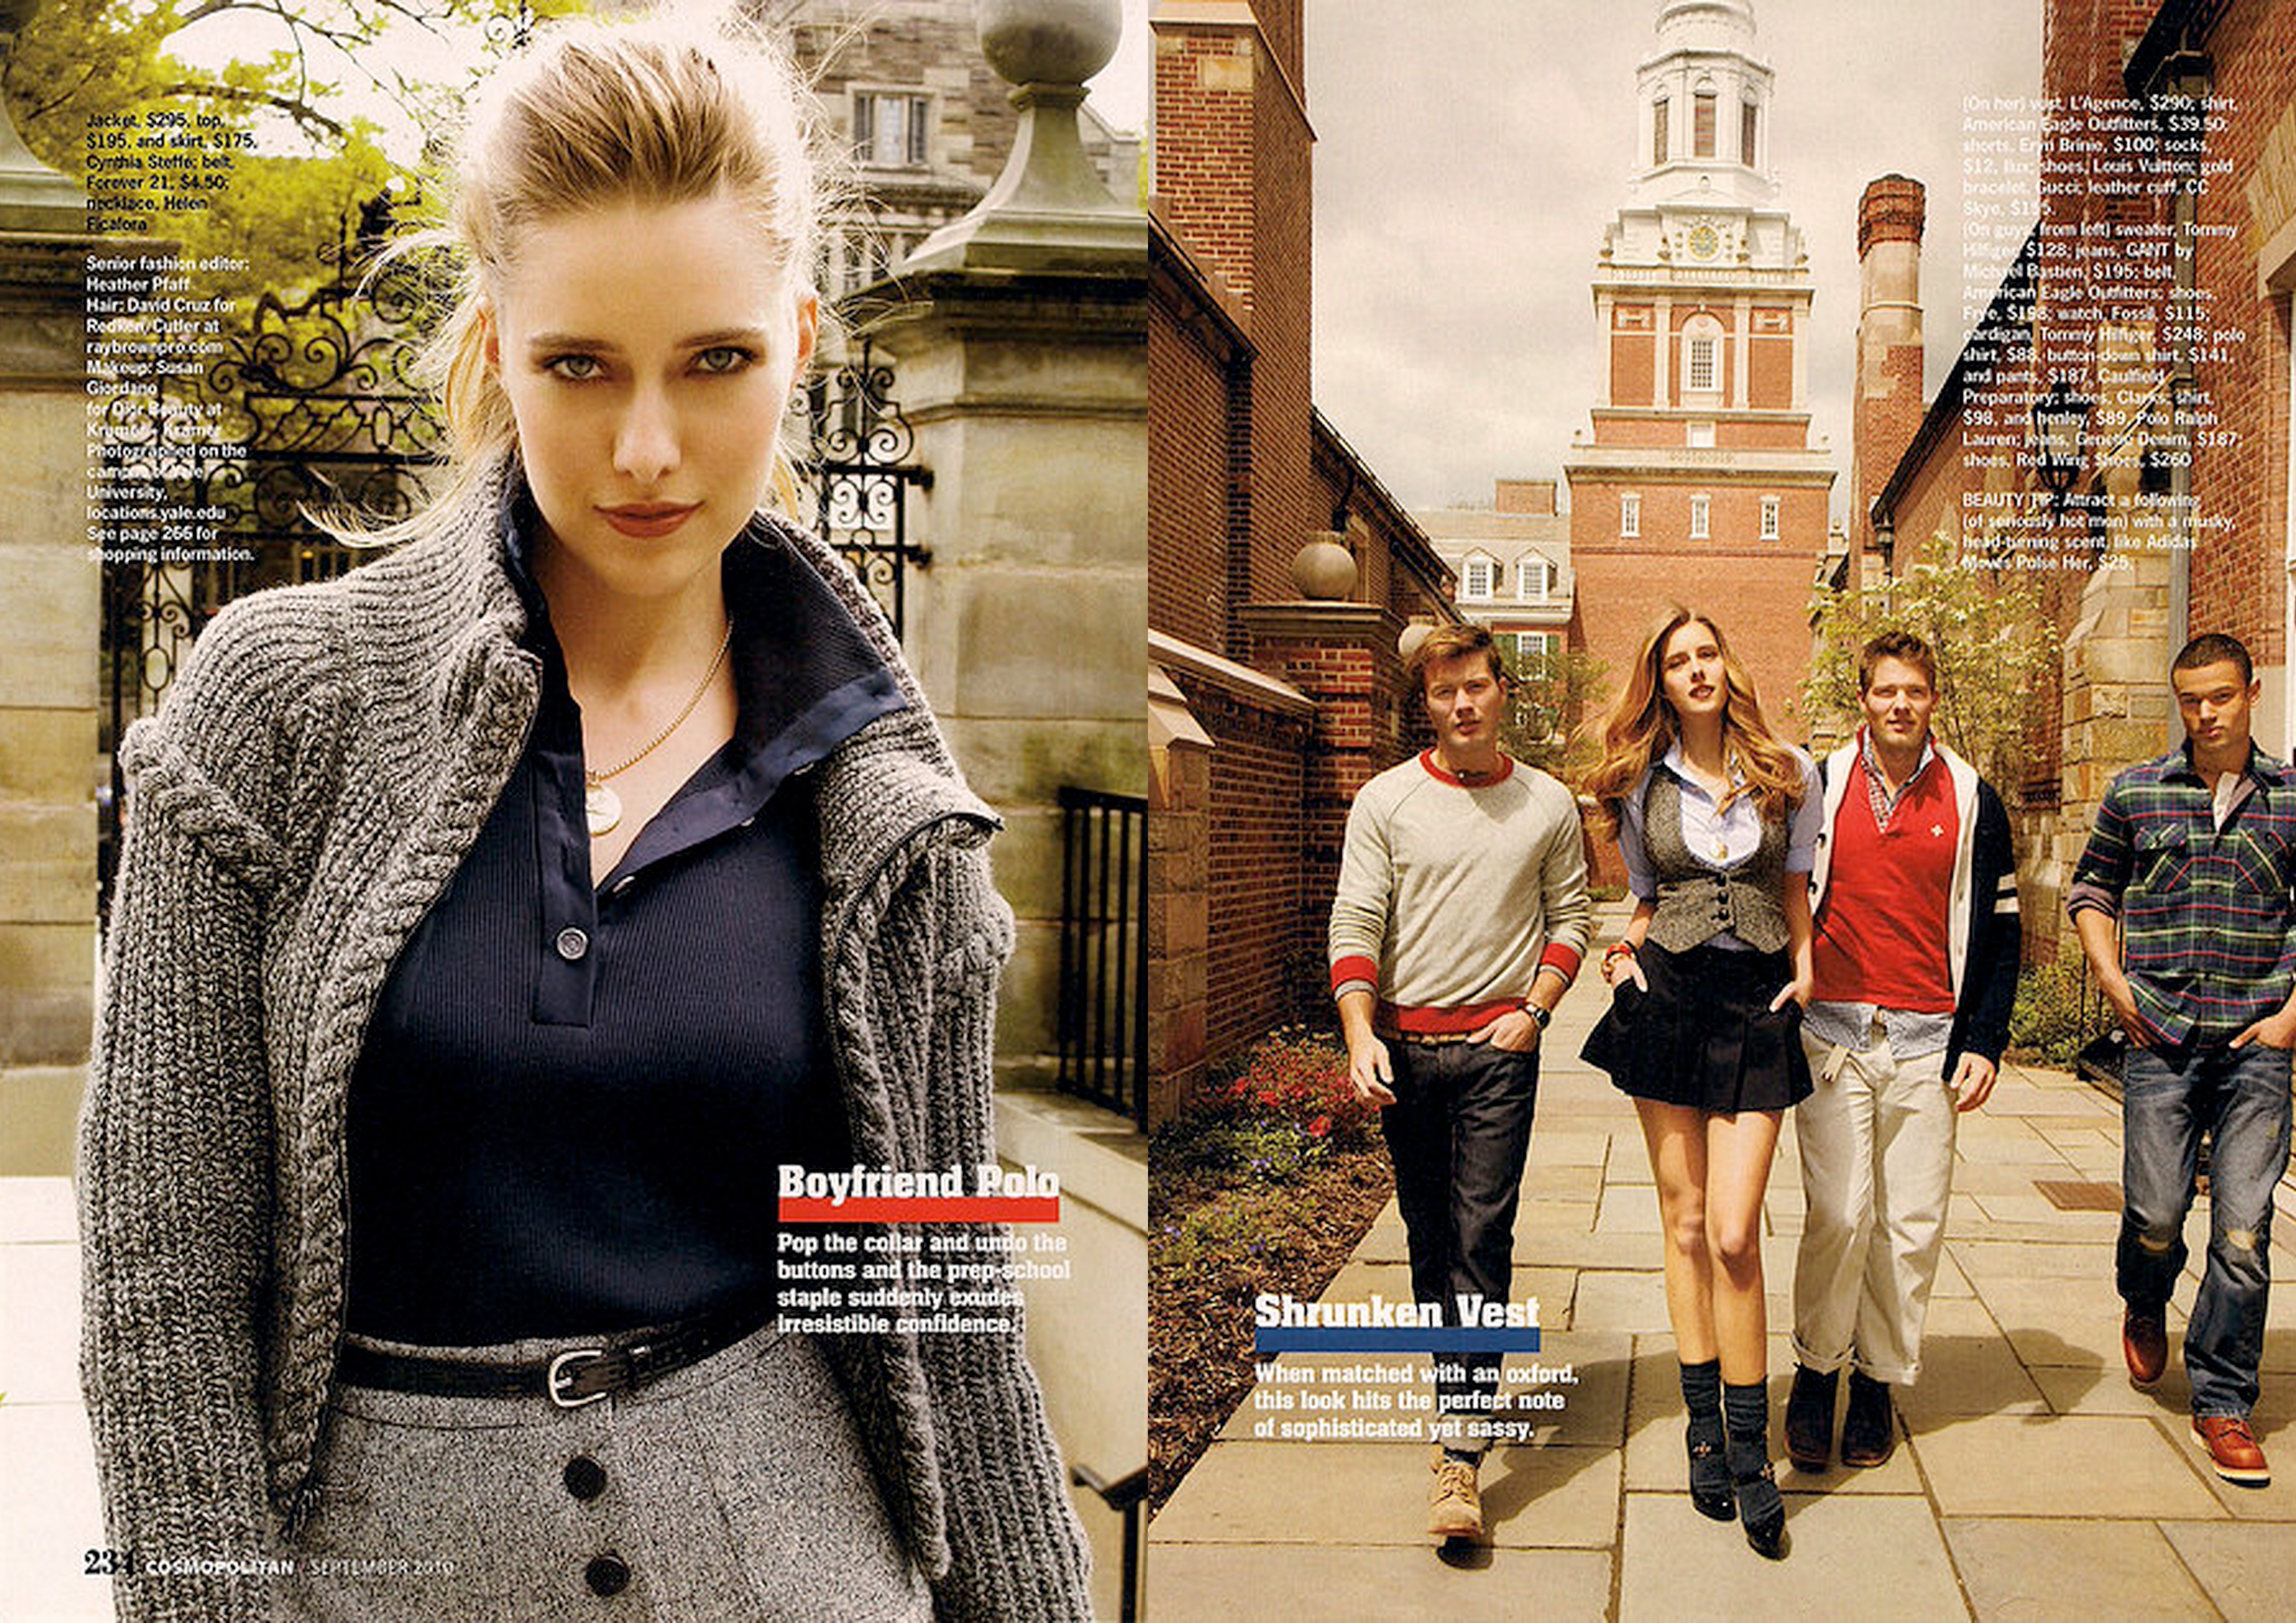 Jacket, $295, top,
$195, and skirt, $175,
Cynthia Steffe; belt,
Forever 21, $4.50;
necklace, Helen
Ficalora
Senior fashion editor:
Heather Pfaff
Hair: David Cruz for
Redken/Cutler at
raybrownpro.com
Makeup: Susan
Giordano
for Dior Beauty at
Kramer + Kramer
Photographed on the
campus of Yale
University,
locations.yale.edu
See page 266 for
shopping information.
Boyfriend Polo
Pop the collar and undo the
buttons and the prep-school
staple suddenly exudes
irresistible confidence.
234 COSMOPOLITAN / SEPTEMBER 2010
(On her) vest, L'Agence, $290; shirt,
American Eagle Outfitters, $39.50;
shorts, Erin Brinie, $100; socks,
$12, shoes, Louis Vuitton; gold
bracelet, Gucci; leather cuff, CC
Skye, $195.
(On guys, from left) sweater, Tommy
Hilfiger, $128; jeans, GANT by
Michael Bastien, $195; belt,
American Eagle Outfitters; shoes,
Frye, $198; watch, Fossil, $115;
cardigan, Tommy Hilfiger, $248; polo
shirt, $88, button-down shirt, $141,
and pants, $187, Caulfield
Preparatory; shoes, Clarks; shirt,
$98, and henley, $89, Polo Ralph
Lauren; jeans, Genetic Denim, $187;
shoes, Red Wing Shoes, $260
BEAUTY TIP: Attract a following
(of seriously hot men) with a musky,
head-turning scent, like Adidas
Moves Pulse Her, $25.
Shrunken Vest
When matched with an oxford,
this look hits the perfect note
of sophisticated yet sassy.